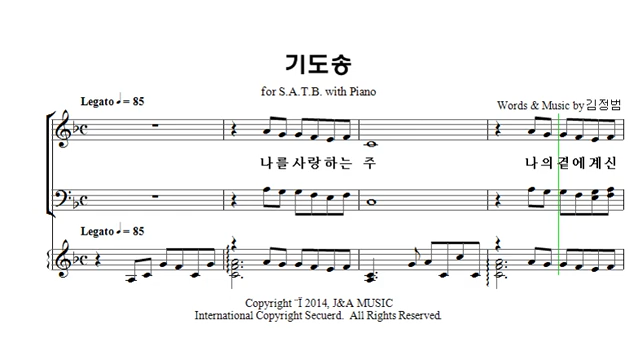 기도송
for S.A.T.B. with Piano
Legato ♩= 85
Words & Music by 김정범
나를 사랑하는 주 나의 곁에 계신
Legato ♩= 85
Copyright ¨Ï 2014, J&A MUSIC
International Copyright Secuerd. All Rights Reserved.